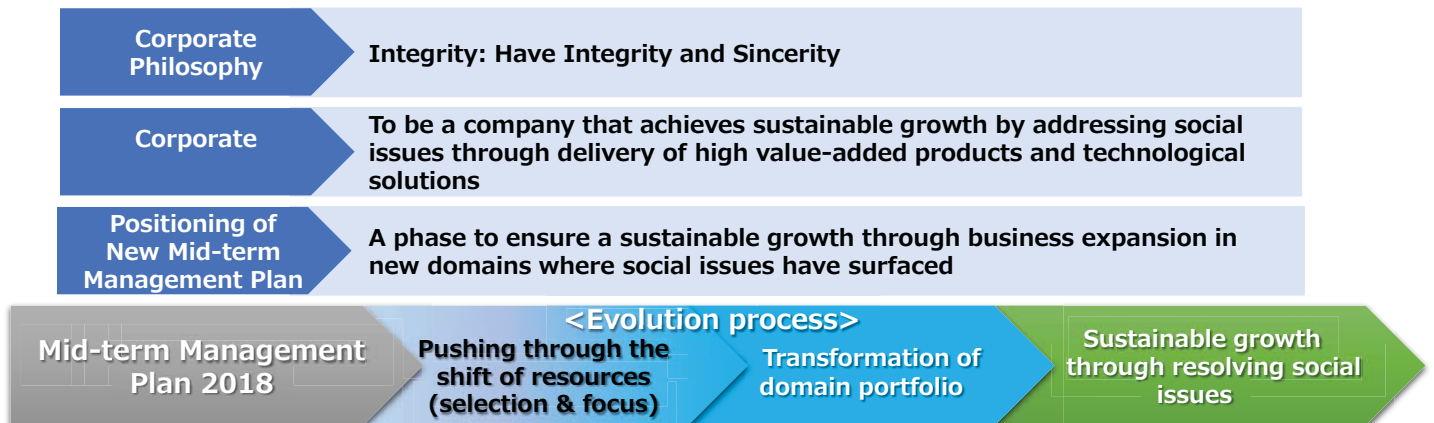 Corporate
Philosophy
Integrity: Have Integrity and Sincerity
Corporate
To be a company that achieves sustainable growth by addressing social
issues through delivery of high value-added products and technological
solutions
Positioning of
New Mid-term
Management Plan
A phase to ensure a sustainable growth through business expansion in
new domains where social issues have surfaced
<Evolution process>
Mid-term Management
Plan 2018
Pushing through the
shift of resources
(selection & focus)
Transformation of
domain portfolio
Sustainable growth
through resolving social
issues